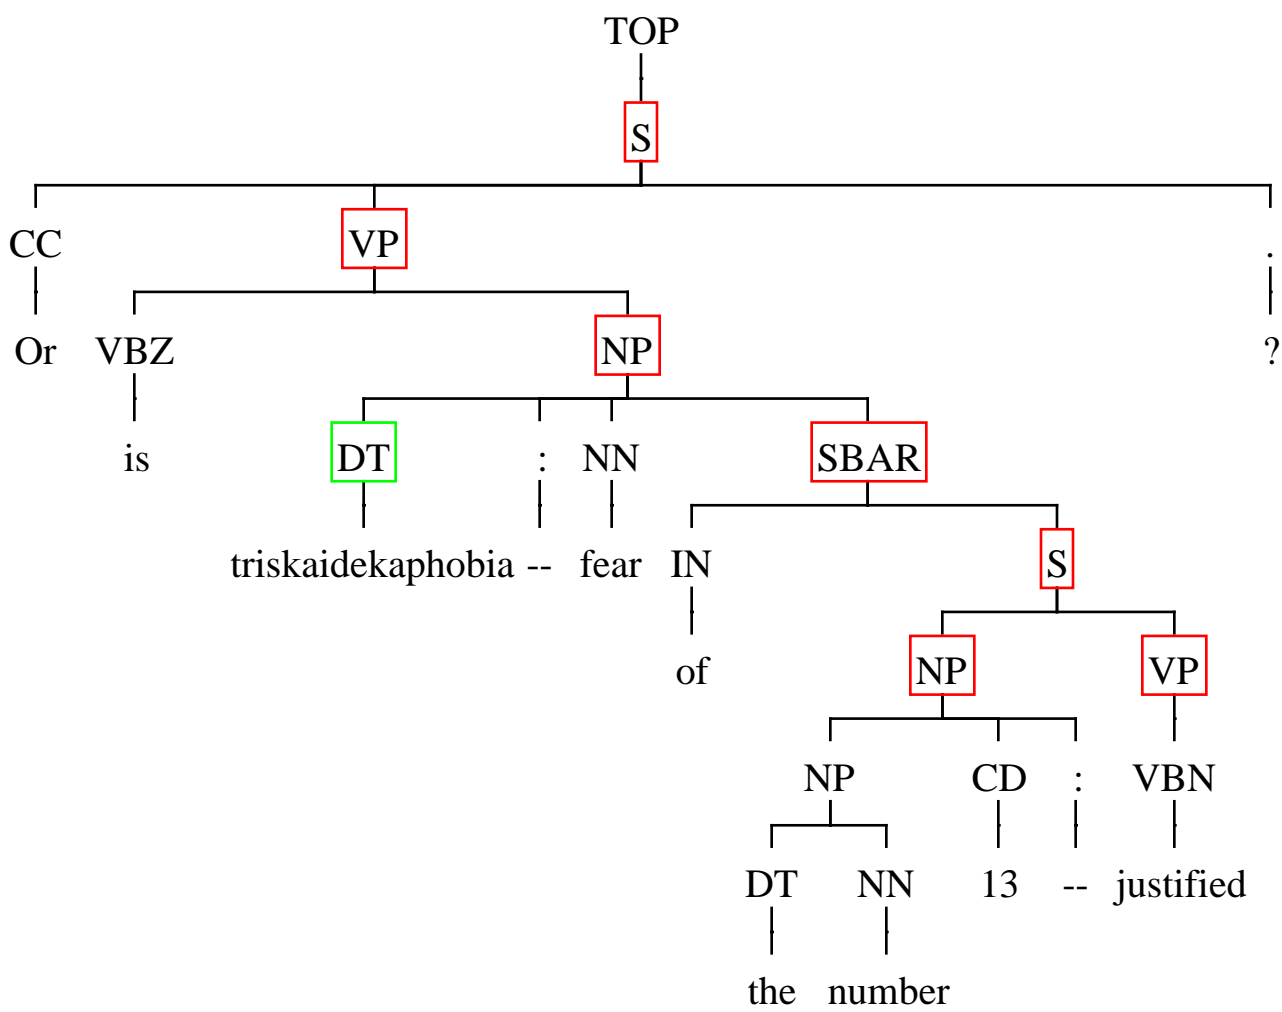 TOP
S
CC VP .
Or VBZ NP ?
is DT : NN SBAR
triskaidekaphobia -- fear IN S
of NP VP
NP CD : VBN
DT NN 13 -- justified
the number